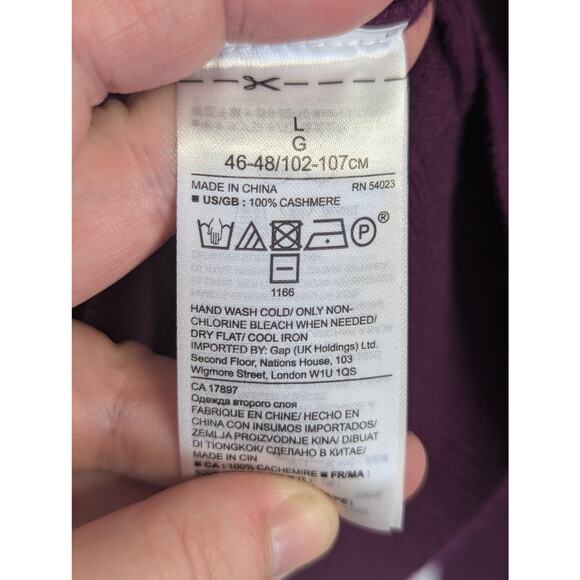 L
G
46-48/102-107CM
MADE IN CHINA RN 54023
■ US/GB : 100% CASHMERE
P
1166
HAND WASH COLD/ ONLY NON-
CHLORINE BLEACH WHEN NEEDED/
DRY FLAT/ COOL IRON
IMPORTED BY: Gap (UK Holdings) Ltd.
Second Floor, Nations House, 103
Wigmore Street, London W1U 1QS
CA 17897
Одежда второго слоя
FABRIQUE EN CHINE/ HECHO EN
CHINA CON INSUMOS IMPORTADOS/
ZEMLJA PROIZVODNJE KINA/ DIBUAT
DI TIONGKOK/ СДЕЛАНО В КИТАЕ/
MADE IN CIN
■ CA : 100% CACHEMIRE ■ FR/MA :